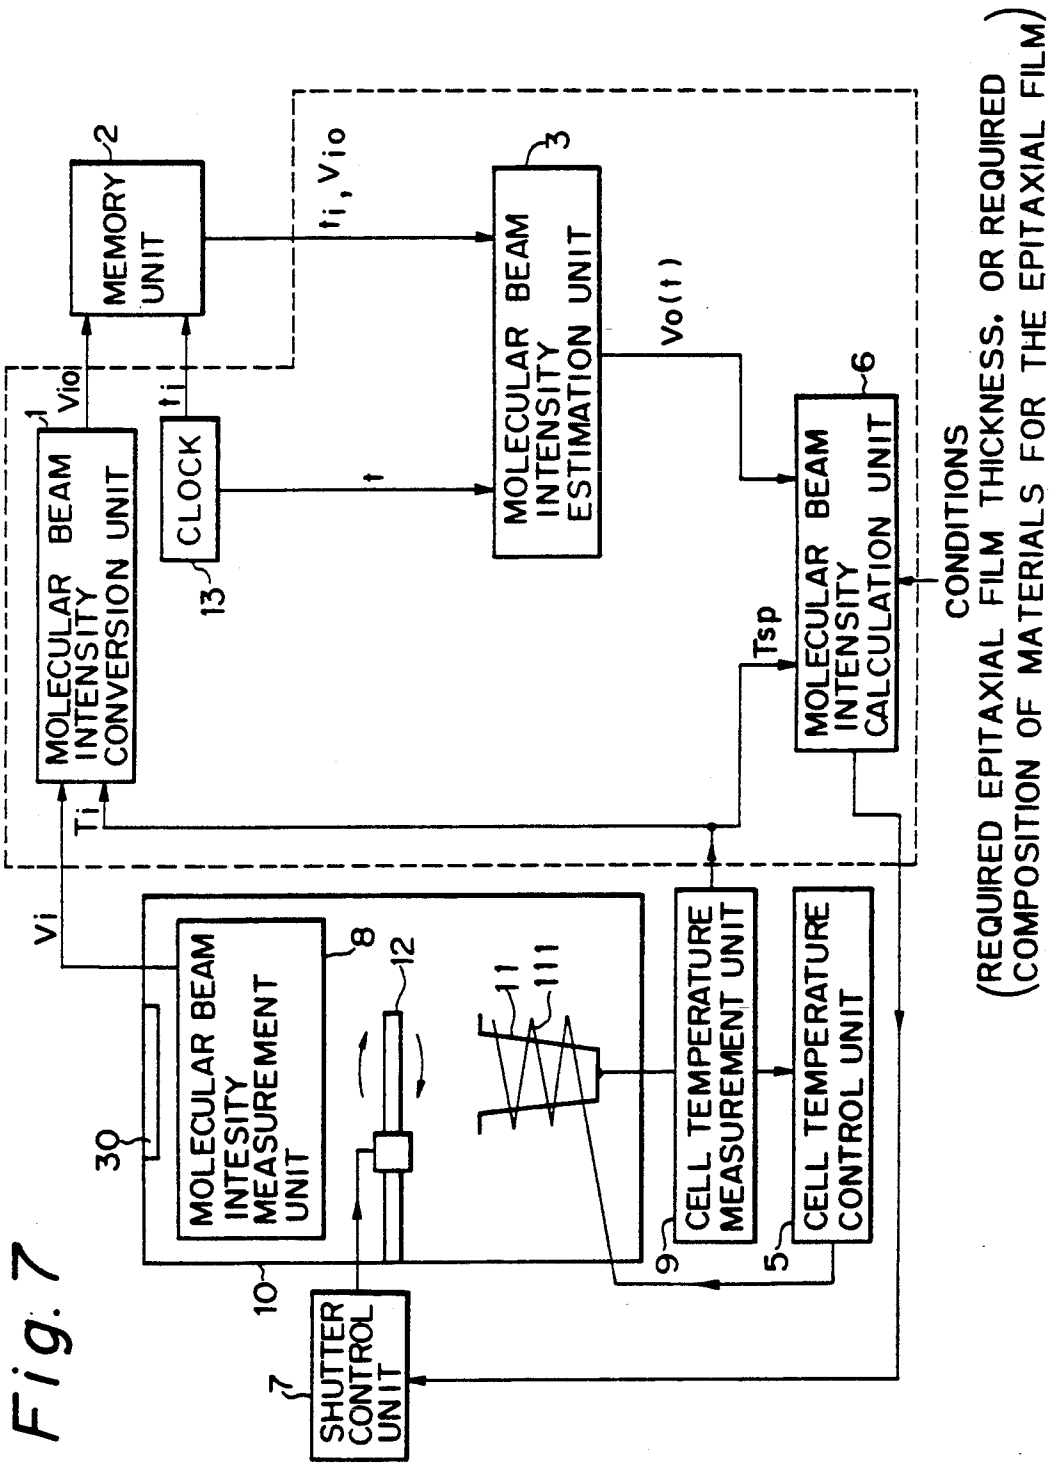 Fig. 7
MOLECULAR BEAM
INTENSITY
CONVERSION UNIT
1
Vi
Ti
Vio
ti
MEMORY
UNIT
2
CLOCK
13
t
ti, Vio
MOLECULAR BEAM
INTENSITY
ESTIMATION UNIT
3
Vo(t)
Tsp
MOLECULAR BEAM
INTENSITY
CALCULATION UNIT
6
30
MOLECULAR BEAM
INTESITY
MEASUREMENT
UNIT
8
12
10
11
111
SHUTTER
CONTROL
UNIT
7
CELL TEMPERATURE
MEASUREMENT UNIT
9
CELL TEMPERATURE
CONTROL UNIT
5
CONDITIONS
(REQUIRED EPITAXIAL FILM THICKNESS, OR REQUIRED
COMPOSITION OF MATERIALS FOR THE EPITAXIAL FILM)